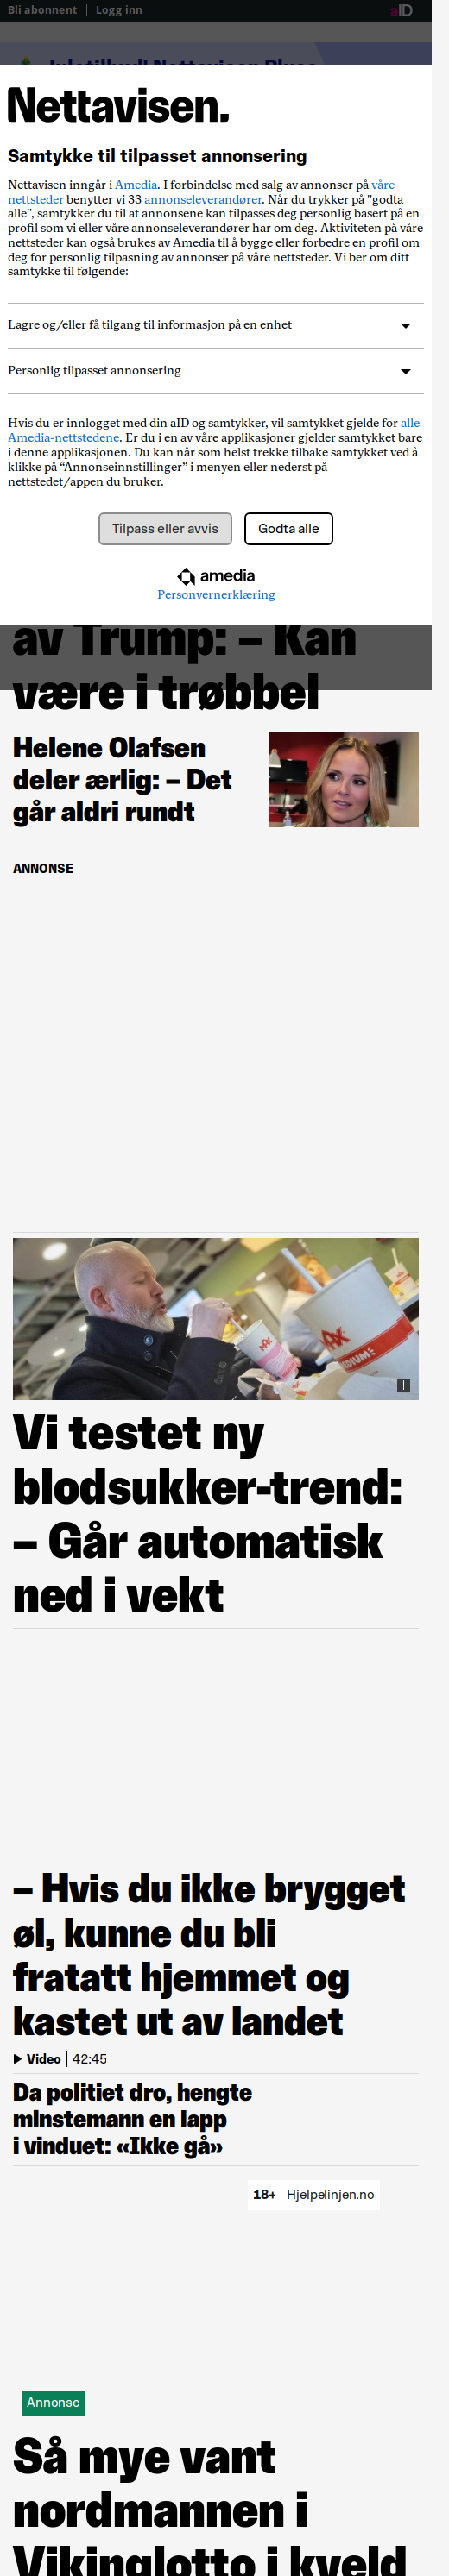 Bli abonnent | Logg inn
aID
Nettavisen.
Samtykke til tilpasset annonsering
Nettavisen inngår i Amedia. I forbindelse med salg av annonser på våre
nettsteder benytter vi 33 annonseleverandører. Når du trykker på "godta
alle", samtykker du til at annonsene kan tilpasses deg personlig basert på en
profil som vi eller våre annonseleverandører har om deg. Aktiviteten på våre
nettsteder kan også brukes av Amedia til å bygge eller forbedre en profil om
deg for personlig tilpasning av annonser på våre nettsteder. Vi ber om ditt
samtykke til følgende:
Lagre og/eller få tilgang til informasjon på en enhet
Personlig tilpasset annonsering
Hvis du er innlogget med din aID og samtykker, vil samtykket gjelde for alle
Amedia-nettstedene. Er du i en av våre applikasjoner gjelder samtykket bare
i denne applikasjonen. Du kan når som helst trekke tilbake samtykket ved å
klikke på “Annonseinnstillinger” i menyen eller nederst på
nettstedet/appen du bruker.
Tilpass eller avvis
Godta alle
amedia
Personvernerklæring
av Trump: – Kan
være i trøbbel
Helene Olafsen
deler ærlig: – Det
går aldri rundt
ANNONSE
MAX
MAX
MEDIUM
Vi testet ny
blodsukker-trend:
– Går automatisk
ned i vekt
– Hvis du ikke brygget
øl, kunne du bli
fratatt hjemmet og
kastet ut av landet
Video | 42:45
Da politiet dro, hengte
minstemann en lapp
i vinduet: «Ikke gå»
18+ | Hjelpelinjen.no
Annonse
Så mye vant
nordmannen i
Vikinglotto i kveld